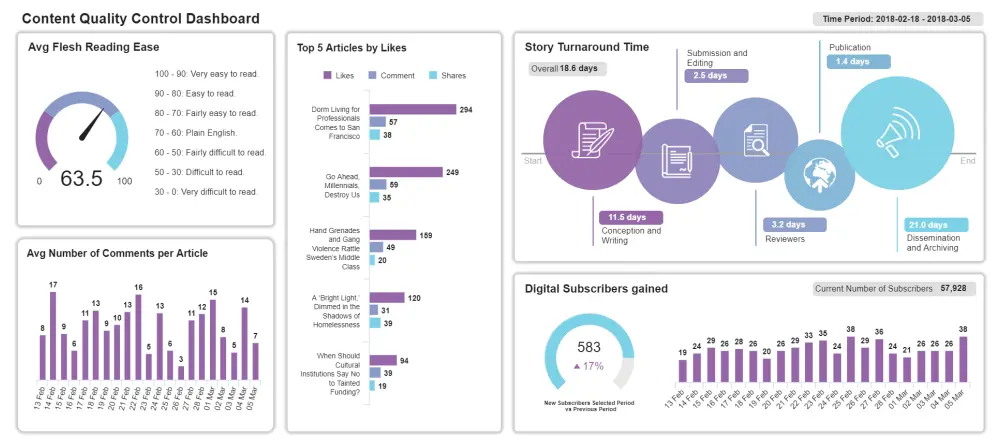 Content Quality Control Dashboard
Time Period: 2018-02-18 - 2018-03-05
Avg Flesh Reading Ease
100 - 90: Very easy to read.
90 - 80: Easy to read.
80 - 70: Fairly easy to read.
70 - 60: Plain English.
60 - 50: Fairly difficult to read.
50 - 30: Difficult to read.
30 - 0: Very difficult to read.
0
63.5
100
Avg Number of Comments per Article
8
17
9
6
11
13
9
10
13
16
5
13
6
3
11
12
15
8
5
14
7
13 Feb
14 Feb
15 Feb
16 Feb
17 Feb
18 Feb
19 Feb
20 Feb
21 Feb
22 Feb
23 Feb
24 Feb
25 Feb
26 Feb
27 Feb
28 Feb
01 Mar
02 Mar
03 Mar
04 Mar
05 Mar
Top 5 Articles by Likes
Likes
Comment
Shares
Dorm Living for
Professionals
Comes to San
Francisco
294
57
38
Go Ahead,
Millennials,
Destroy Us
249
59
35
Hand Grenades
and Gang
Violence Rattle
Sweden's Middle
Class
159
49
20
A 'Bright Light,'
Dimmed in the
Shadows of
Homelessness
120
31
39
When Should
Cultural
Institutions Say No
to Tainted
Funding?
94
39
19
Story Turnaround Time
Overall 18.6 days
Submission and
Editing
2.5 days
Publication
1.4 days
Start
End
11.5 days
Conception and
Writing
3.2 days
Reviewers
21.0 days
Dissemination
and Archiving
Digital Subscribers gained
Current Number of Subscribers 57,928
583
▲ 17%
New Subscribers Selected Period
vs Previous Period
19
24
29
26
28
26
20
26
29
33
35
24
38
26
36
24
21
26
26
26
38
13 Feb
14 Feb
15 Feb
16 Feb
17 Feb
18 Feb
19 Feb
20 Feb
21 Feb
22 Feb
23 Feb
24 Feb
25 Feb
26 Feb
27 Feb
28 Feb
01 Mar
02 Mar
03 Mar
04 Mar
05 Mar